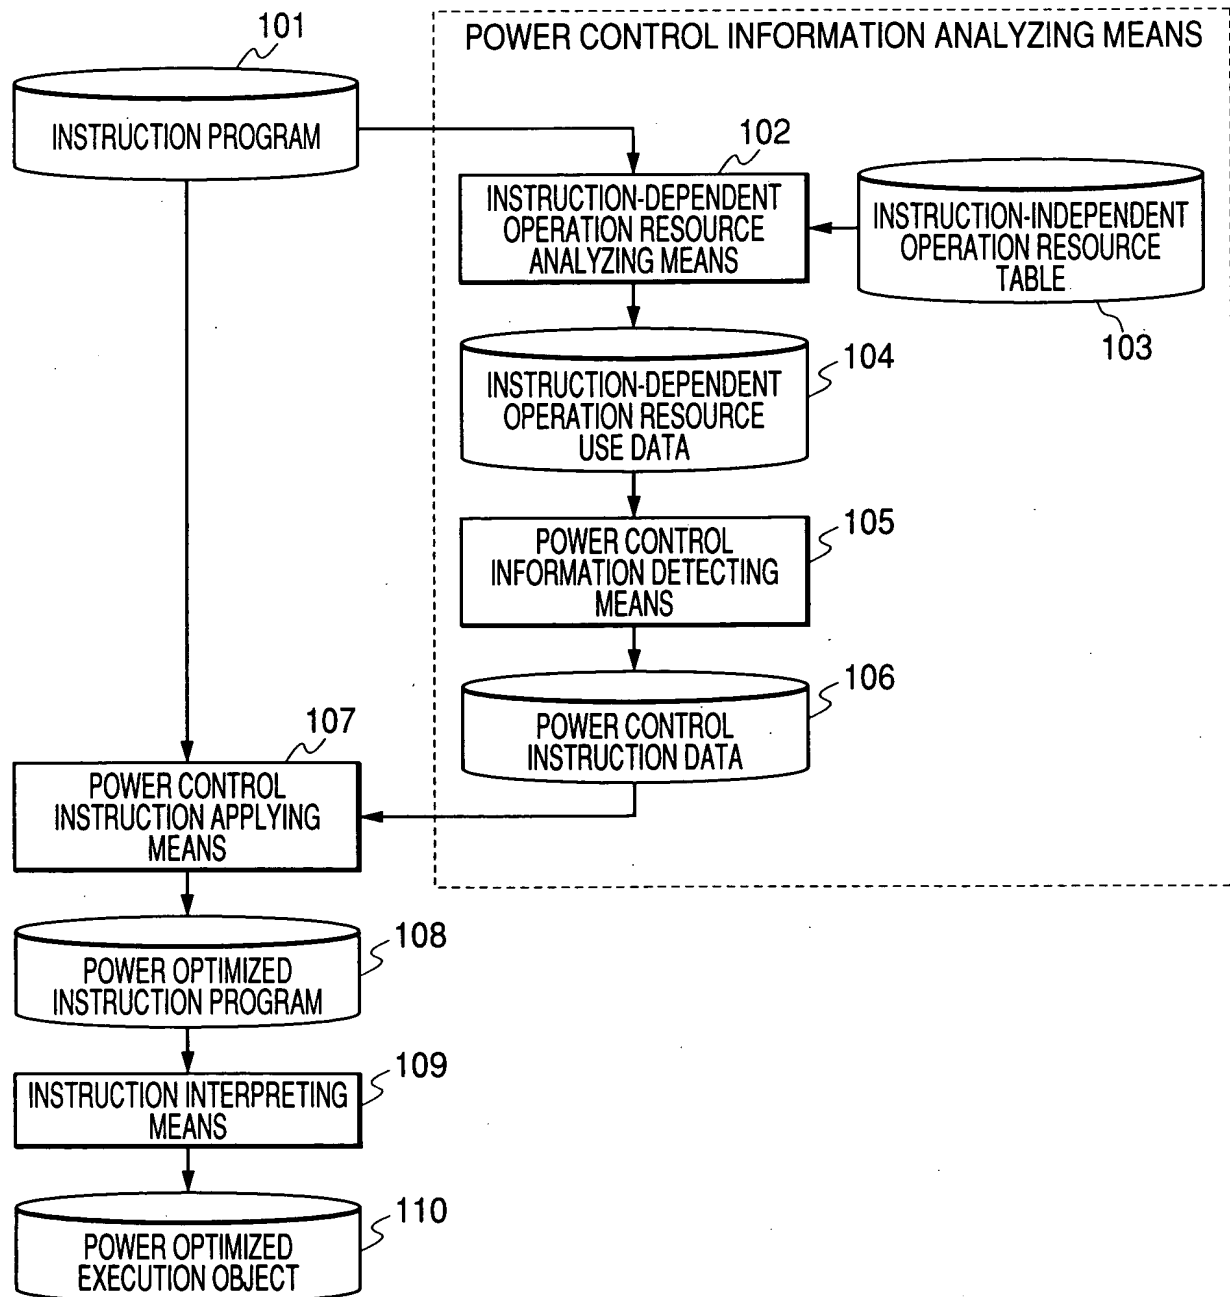 101
POWER CONTROL INFORMATION ANALYZING MEANS
INSTRUCTION PROGRAM
102
INSTRUCTION-DEPENDENT
OPERATION RESOURCE
ANALYZING MEANS
INSTRUCTION-INDEPENDENT
OPERATION RESOURCE
TABLE
103
104
INSTRUCTION-DEPENDENT
OPERATION RESOURCE
USE DATA
105
POWER CONTROL
INFORMATION DETECTING
MEANS
106
POWER CONTROL
INSTRUCTION DATA
107
POWER CONTROL
INSTRUCTION APPLYING
MEANS
108
POWER OPTIMIZED
INSTRUCTION PROGRAM
109
INSTRUCTION INTERPRETING
MEANS
110
POWER OPTIMIZED
EXECUTION OBJECT